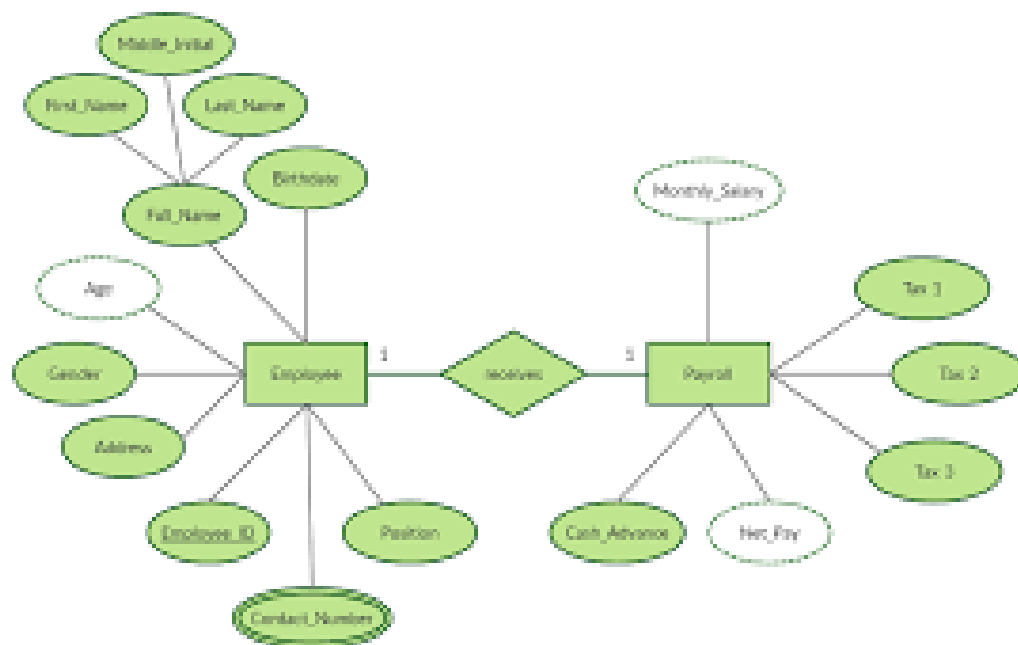 Middle_Initial
First_Name
Last_Name
Birthdate
Full_Name
Monthly_Salary
Age
Tax 1
Employee
1
receives
1
Payroll
Gender
Tax 2
Address
Tax 3
Employee_ID
Position
Cash_Advance
Net_Pay
Contact_Number